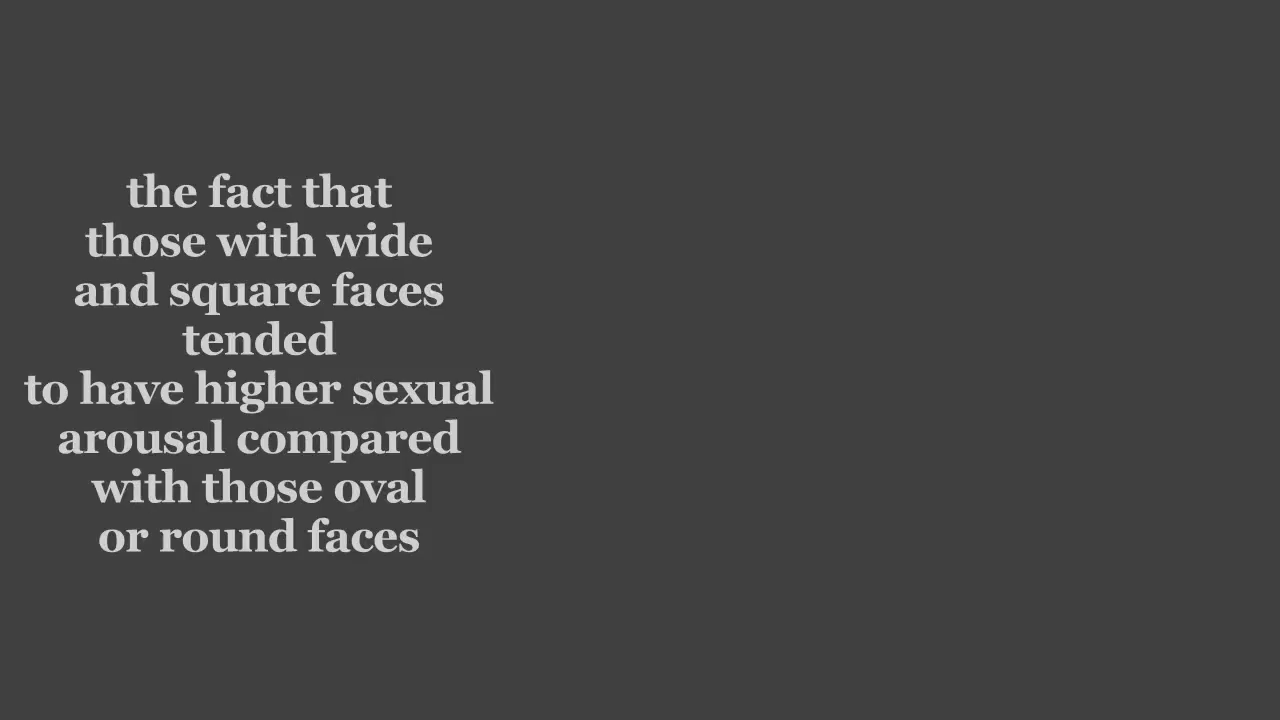 the fact that
those with wide
and square faces
tended
to have higher sexual
arousal compared
with those oval
or round faces